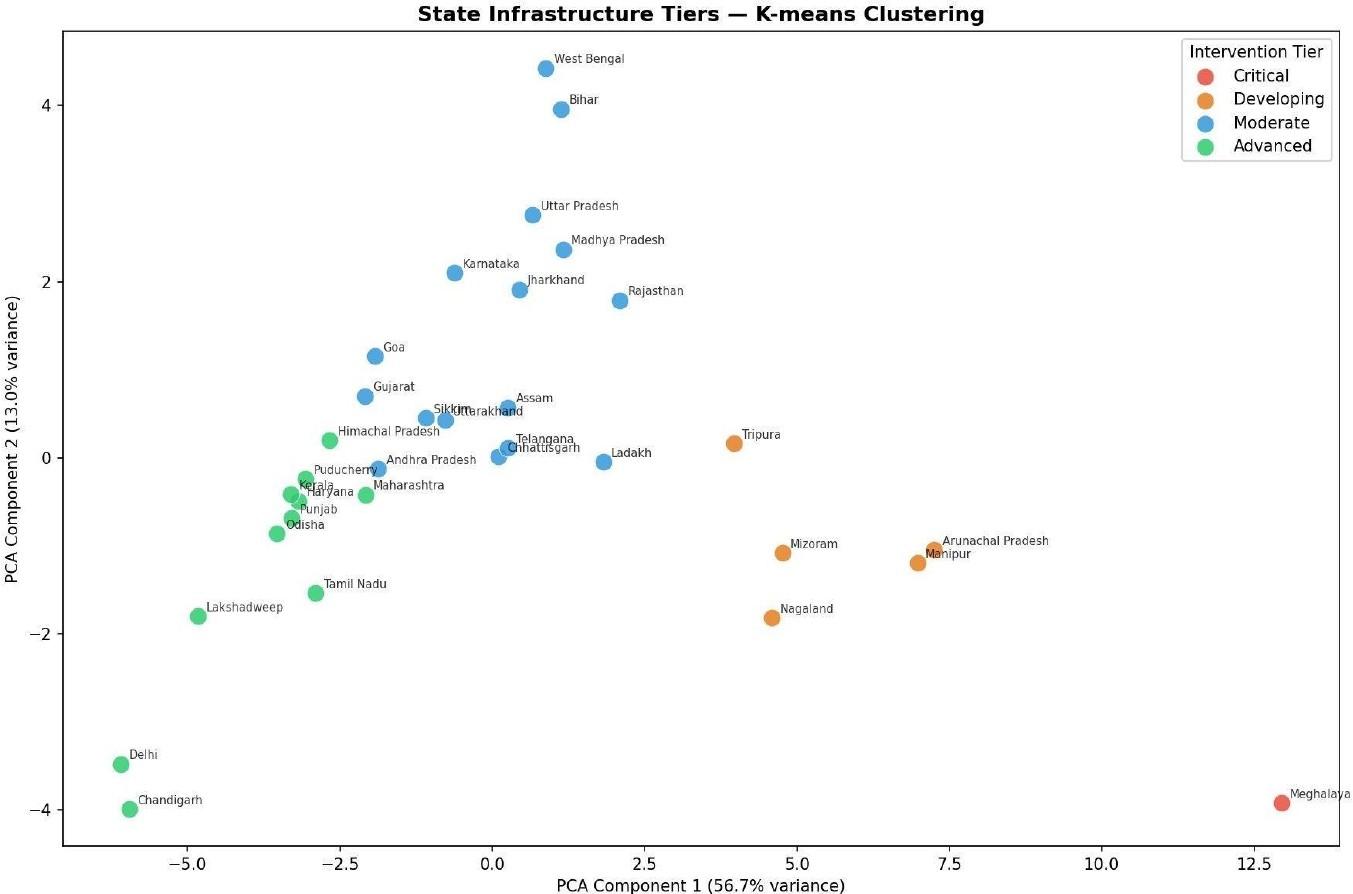 State Infrastructure Tiers — K-means Clustering
Intervention Tier
Critical
Developing
Moderate
Advanced
West Bengal
Bihar
Uttar Pradesh
Madhya Pradesh
Karnataka
Jharkhand
Rajasthan
Goa
Gujarat
Assam
Sikkim
Uttarakhand
Himachal Pradesh
Telangana
Chhattisgarh
Tripura
Ladakh
Andhra Pradesh
Puducherry
Kerala
Maharashtra
Haryana
Punjab
Odisha
Mizoram
Arunachal Pradesh
Manipur
Tamil Nadu
Lakshadweep
Nagaland
Delhi
Chandigarh
Meghalaya
4
2
0
−2
−4
PCA Component 2 (13.0% variance)
−5.0 −2.5 0.0 2.5 5.0 7.5 10.0 12.5
PCA Component 1 (56.7% variance)